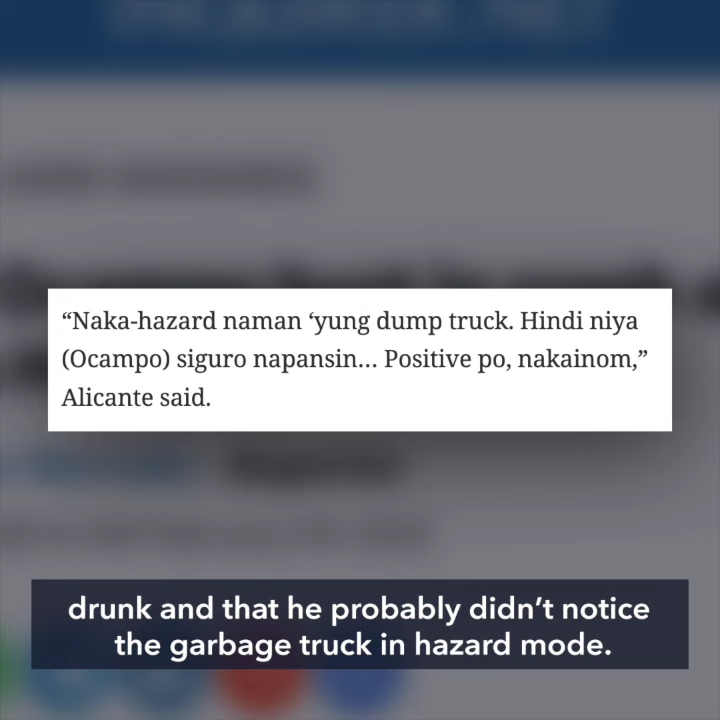 “Naka-hazard naman ‘yung dump truck. Hindi niya
(Ocampo) siguro napansin... Positive po, nakainom,”
Alicante said.
drunk and that he probably didn’t notice
the garbage truck in hazard mode.